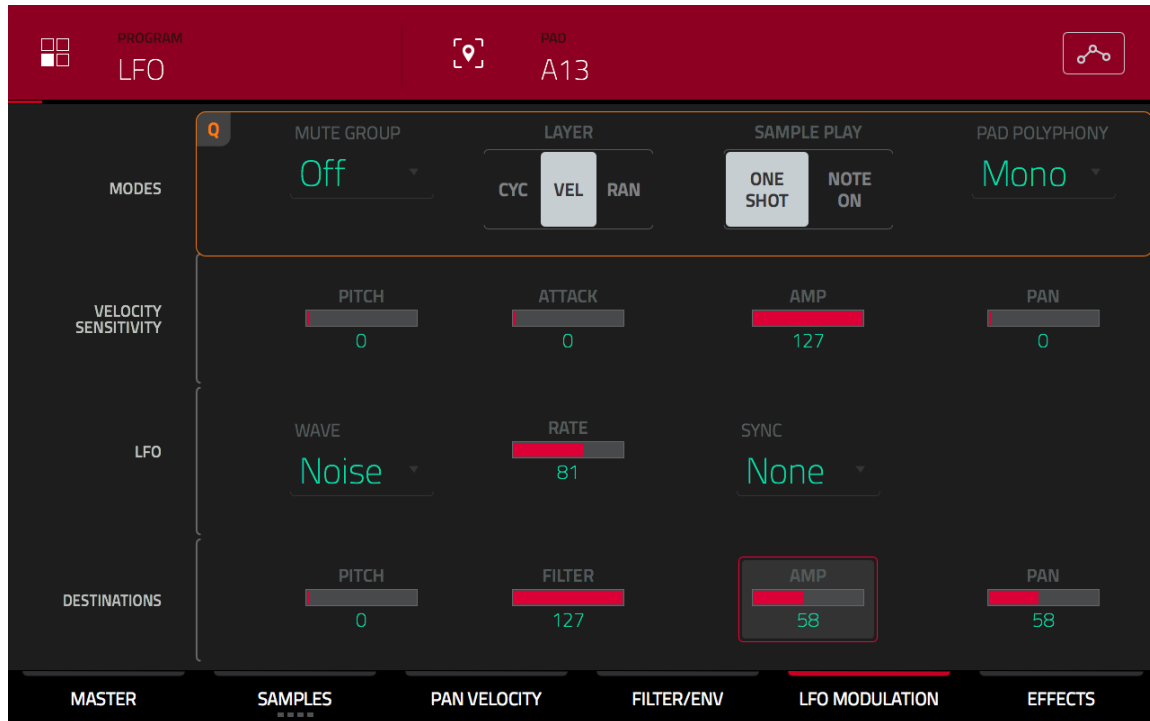 PROGRAM
LFO
PAD
A13
Q
MODES
MUTE GROUP
Off
LAYER
CYC VEL RAN
SAMPLE PLAY
ONE SHOT
NOTE ON
PAD POLYPHONY
Mono
VELOCITY
SENSITIVITY
PITCH
0
ATTACK
0
AMP
127
PAN
0
LFO
WAVE
Noise
RATE
81
SYNC
None
DESTINATIONS
PITCH
0
FILTER
127
AMP
58
PAN
58
MASTER SAMPLES PAN VELOCITY FILTER/ENV LFO MODULATION EFFECTS